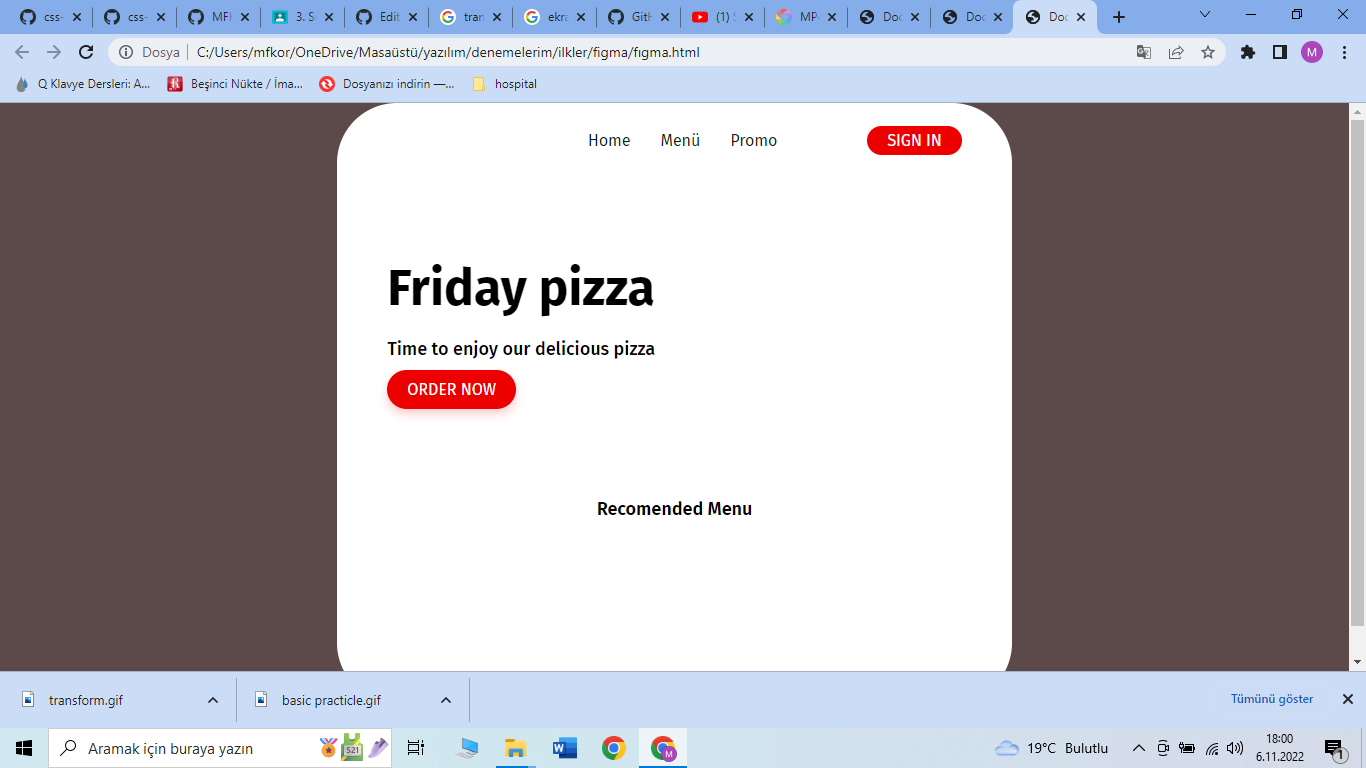 css-
css-
MFI
3. S
Edit
tran
ekra
Gith
(1) S
MP-
Doc
Doc
Doc
Dosya
C:/Users/mfkor/OneDrive/Masaüstü/yazılım/denemelerim/ilkler/figma/fıgma.html
M
Q Klavye Dersleri: A...
Beşinci Nükte / İma...
Dosyanızı indirin —...
hospital
Home Menü Promo SIGN IN
Friday pizza
Time to enjoy our delicious pizza
ORDER NOW
Recomended Menu
transform.gif
basic practicle.gif
Tümünü göster
Aramak için buraya yazın
521
19°C Bulutlu
18:00
6.11.2022
1